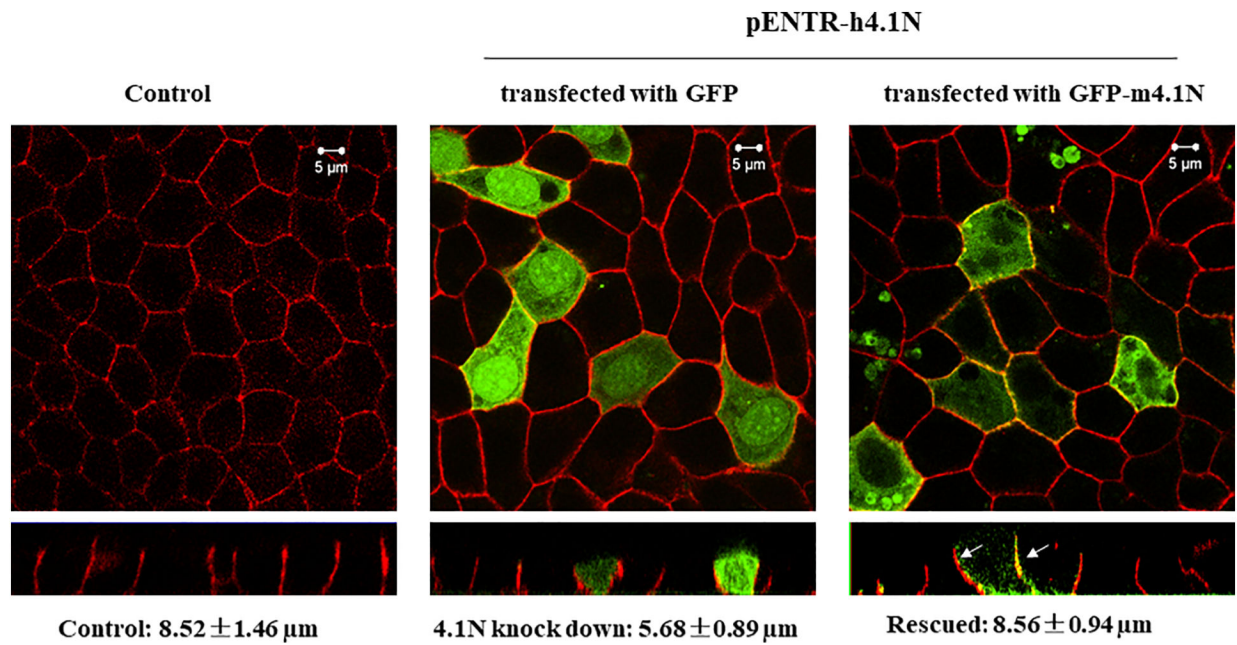 pENTR-h4.1N
Control
transfected with GFP
transfected with GFP-m4.1N
5 μm
5 μm
5 μm
Control: 8.52±1.46 μm
4.1N knock down: 5.68±0.89 μm
Rescued: 8.56±0.94 μm